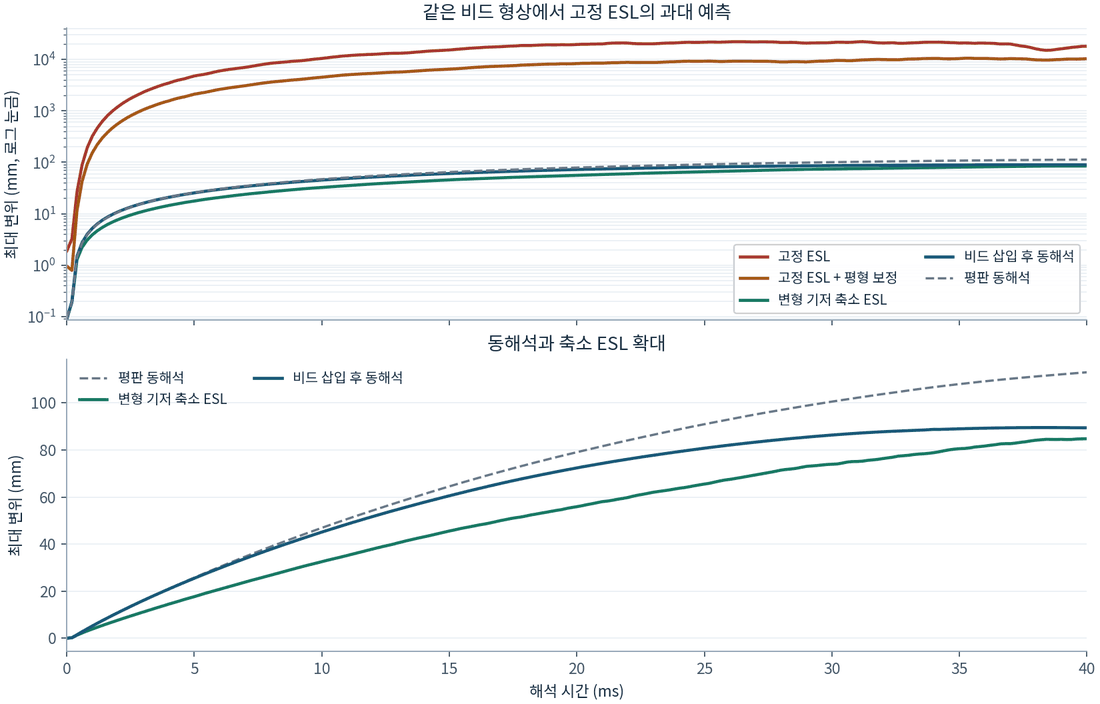 같은 비드 형상에서 고정 ESL의 과대 예측
최대 변위 (mm, 로그 눈금)
10⁴
10³
10²
10¹
10⁰
10⁻¹
고정 ESL
고정 ESL + 평형 보정
변형 기저 축소 ESL
비드 삽입 후 동해석
평판 동해석
동해석과 축소 ESL 확대
최대 변위 (mm)
100
80
60
40
20
0
평판 동해석
변형 기저 축소 ESL
비드 삽입 후 동해석
0 5 10 15 20 25 30 35 40
해석 시간 (ms)